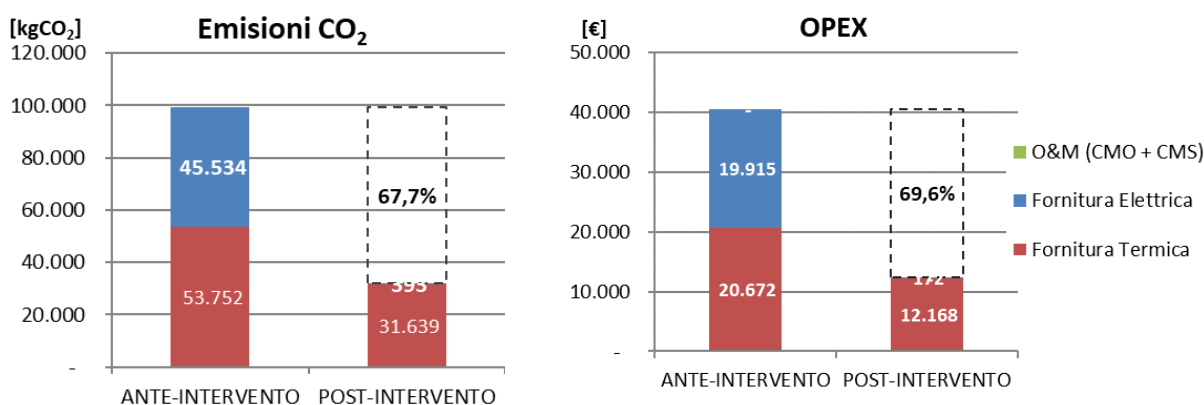 [kgCO₂]
Emisioni CO₂
120.000
100.000
80.000
60.000
40.000
20.000
-
45.534
53.752
67,7%
393
31.639
ANTE-INTERVENTO
POST-INTERVENTO
[€]
OPEX
50.000
40.000
30.000
20.000
10.000
-
-
19.915
20.672
69,6%
172
12.168
ANTE-INTERVENTO
POST-INTERVENTO
O&M (CMO + CMS)
Fornitura Elettrica
Fornitura Termica